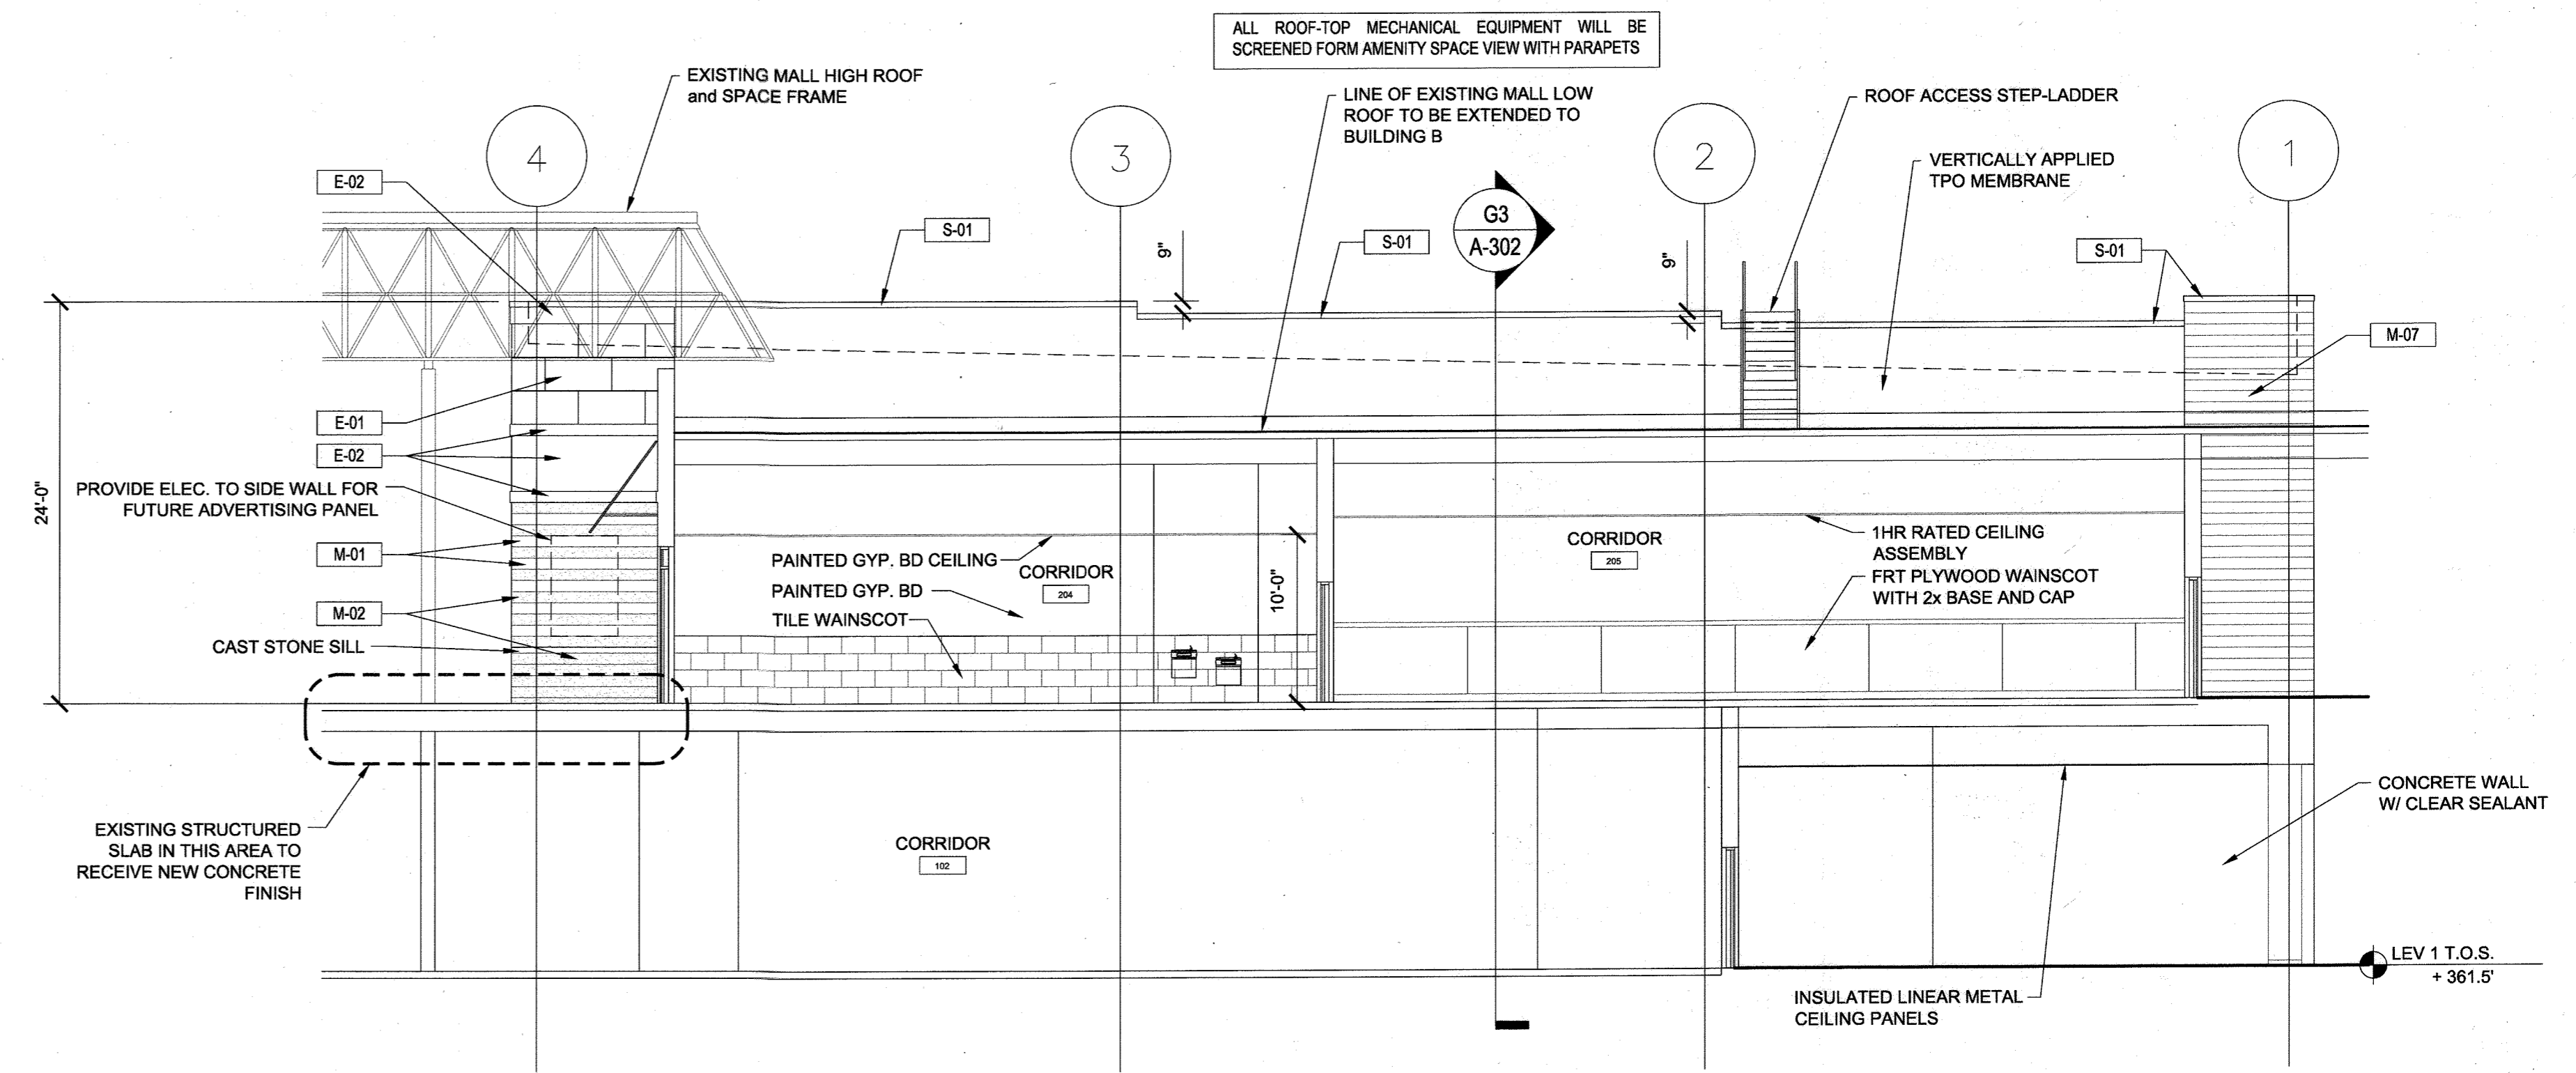 ALL ROOF-TOP MECHANICAL EQUIPMENT WILL BE
SCREENED FORM AMENITY SPACE VIEW WITH PARAPETS
EXISTING MALL HIGH ROOF
and SPACE FRAME
LINE OF EXISTING MALL LOW
ROOF TO BE EXTENDED TO
BUILDING B
ROOF ACCESS STEP-LADDER
VERTICALLY APPLIED
TPO MEMBRANE
4
3
2
1
E-02
S-01
9"
G3
A-302
S-01
9"
S-01
M-07
E-01
E-02
24'-0"
PROVIDE ELEC. TO SIDE WALL FOR
FUTURE ADVERTISING PANEL
M-01
M-02
CAST STONE SILL
PAINTED GYP. BD CEILING
PAINTED GYP. BD
TILE WAINSCOT
CORRIDOR
204
10'-0"
CORRIDOR
205
1HR RATED CEILING
ASSEMBLY
FRT PLYWOOD WAINSCOT
WITH 2x BASE AND CAP
EXISTING STRUCTURED
SLAB IN THIS AREA TO
RECEIVE NEW CONCRETE
FINISH
CORRIDOR
102
CONCRETE WALL
W/ CLEAR SEALANT
INSULATED LINEAR METAL
CEILING PANELS
LEV 1 T.O.S.
+ 361.5'